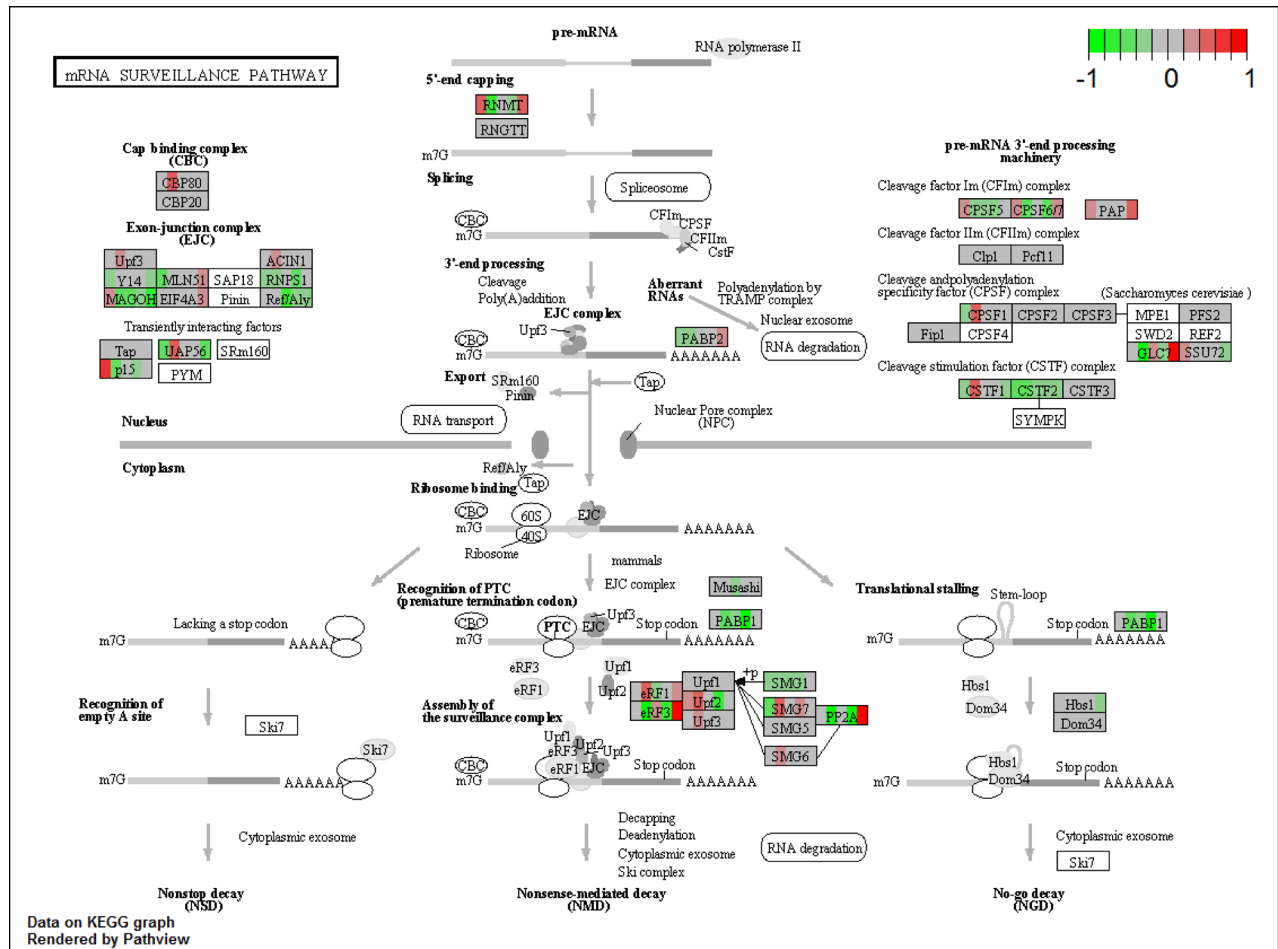 mRNA SURVEILLANCE PATHWAY
pre-mRNA
RNA polymerase II
-1 0 1
5'-end capping
RNMT
RNGTT
m7G
Cap binding complex
(CBC)
CBP80
CBP20
Exon-junction complex
(EJC)
Upf3 ACIN1
Y14 MLN51 SAP18 RNPS1
MAGOH EIF4A3 Pinin Ref/Aly
Transiently interacting factors
Tap UAP56 SRm160
p15
PYM
Splicing
Spliceosome
CBC
m7G
CFIm
CPSF
CFIIm
CstF
3'-end processing
Cleavage
Poly(A)addition
Aberrant
RNAs
Polyadenylation by
TRAMP complex
Nuclear exosome
RNA degradation
EJC complex
Upf3
PABP2
CBC
m7G
AAAAAAA
Export
SRm160
Pinin
Tap
RNA transport
Nuclear Pore complex
(NPC)
Nucleus
Cytoplasm
pre-mRNA 3'-end processing
machinery
Cleavage factor Im (CFIm) complex
CPSF5 CPSF6/7 PAP
Cleavage factor IIm (CFIIm) complex
Clp1 Pcf11
Cleavage andpolyadenylation
specificity factor (CPSF) complex
(Saccharomyces cerevisiae )
CPSF1 CPSF2 CPSF3 MPE1 PFS2
Fip1 CPSF4 SWD2 REF2
GLC7 SSU72
Cleavage stimulation factor (CSTF) complex
CSTF1 CSTF2 CSTF3
SYMPK
Ref/Aly
Tap
Ribosome binding
CBC
m7G
60S
40S
EJC
AAAAAAA
Ribosome
mammals
EJC complex
Musashi
Recognition of PTC
(premature termination codon)
CBC
m7G
PTC
EJC
Upf3
Stop codon
PABP1
AAAAAAA
Lacking a stop codon
m7G
AAAA
Translational stalling
Stem-loop
m7G
Stop codon
PABP1
AAAAAAA
eRF3
eRF1
Upf1
Upf2
eRF1 Upf1
Upf2
eRF3 Upf3
+p
SMG1
SMG7
SMG5
SMG6
PP2A
Hbs1
Dom34
Hbs1
Dom34
Recognition of
empty A site
Ski7
Ski7
m7G
AAAAAA
Assembly of
the surveillance complex
Upf1
eRF3
Upf2
Upf3
eRF1
EJC
CBC
m7G
Stop codon
AAAAAAA
Hbs1
Dom34
m7G
Stop codon
AAAAAAA
Cytoplasmic exosome
Decapping
Deadenylation
Cytoplasmic exosome
Ski complex
RNA degradation
Cytoplasmic exosome
Ski7
Nonstop decay
(NSD)
Nonsense-mediated decay
(NMD)
No-go decay
(NGD)
Data on KEGG graph
Rendered by Pathview